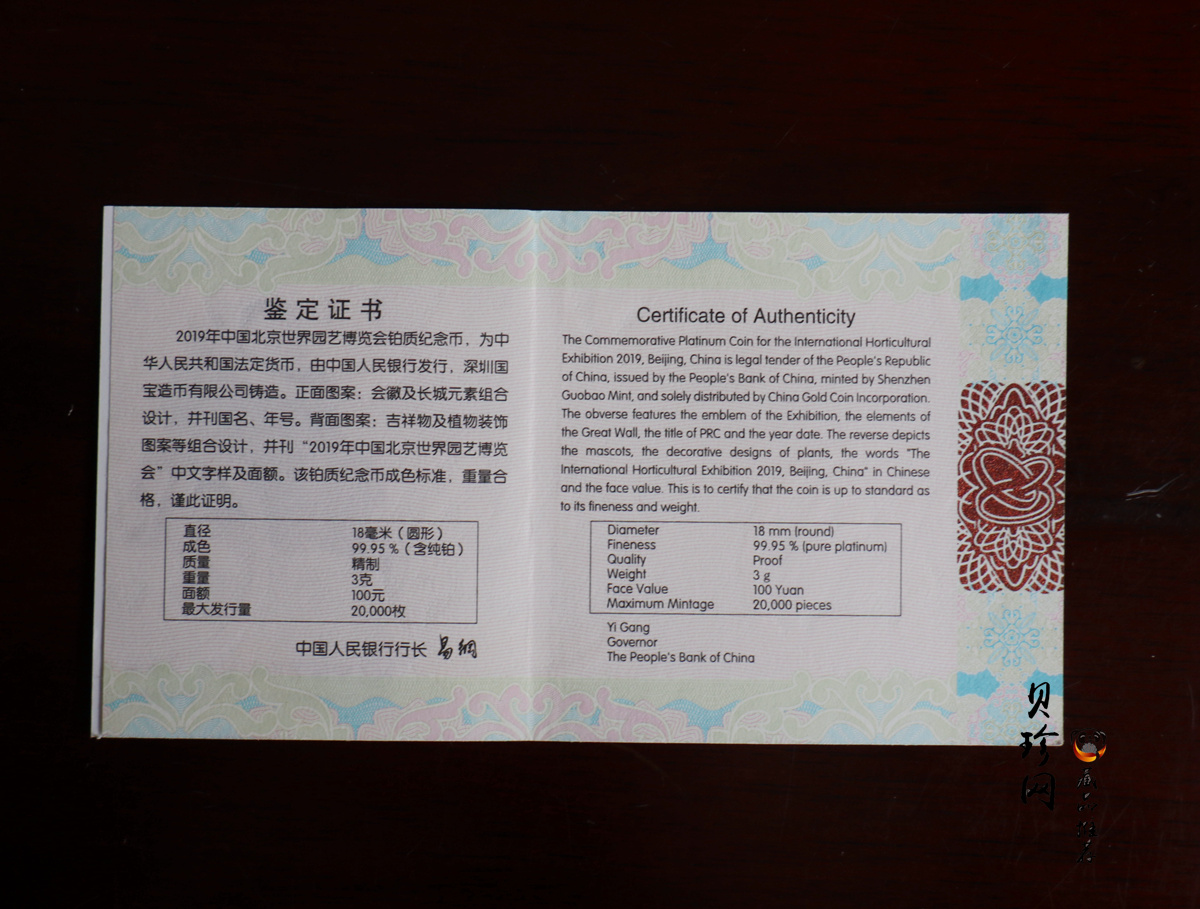 鉴定证书
2019年中国北京世界园艺博览会铂质纪念币，为中
华人民共和国法定货币，由中国人民银行发行，深圳国
宝造币有限公司铸造。正面图案：会徽及长城元素组合
设计，并刊国名、年号。背面图案：吉祥物及植物装饰
图案等组合设计，并刊“2019年中国北京世界园艺博览
会”中文字样及面额。该铂质纪念币成色标准，重量合
格，谨此证明。
直径 18毫米（圆形）
成色 99.95 %（含纯铂）
质量 精制
重量 3克
面额 100元
最大发行量 20,000枚
中国人民银行行长 易纲
Certificate of Authenticity
The Commemorative Platinum Coin for the International Horticultural
Exhibition 2019, Beijing, China is legal tender of the People's Republic
of China, issued by the People's Bank of China, minted by Shenzhen
Guobao Mint, and solely distributed by China Gold Coin Incorporation.
The obverse features the emblem of the Exhibition, the elements of
the Great Wall, the title of PRC and the year date. The reverse depicts
the mascots, the decorative designs of plants, the words "The
International Horticultural Exhibition 2019, Beijing, China" in Chinese
and the face value. This is to certify that the coin is up to standard as
to its fineness and weight.
Diameter 18 mm (round)
Fineness 99.95 % (pure platinum)
Quality Proof
Weight 3 g
Face Value 100 Yuan
Maximum Mintage 20,000 pieces
Yi Gang
Governor
The People's Bank of China
贝珍网